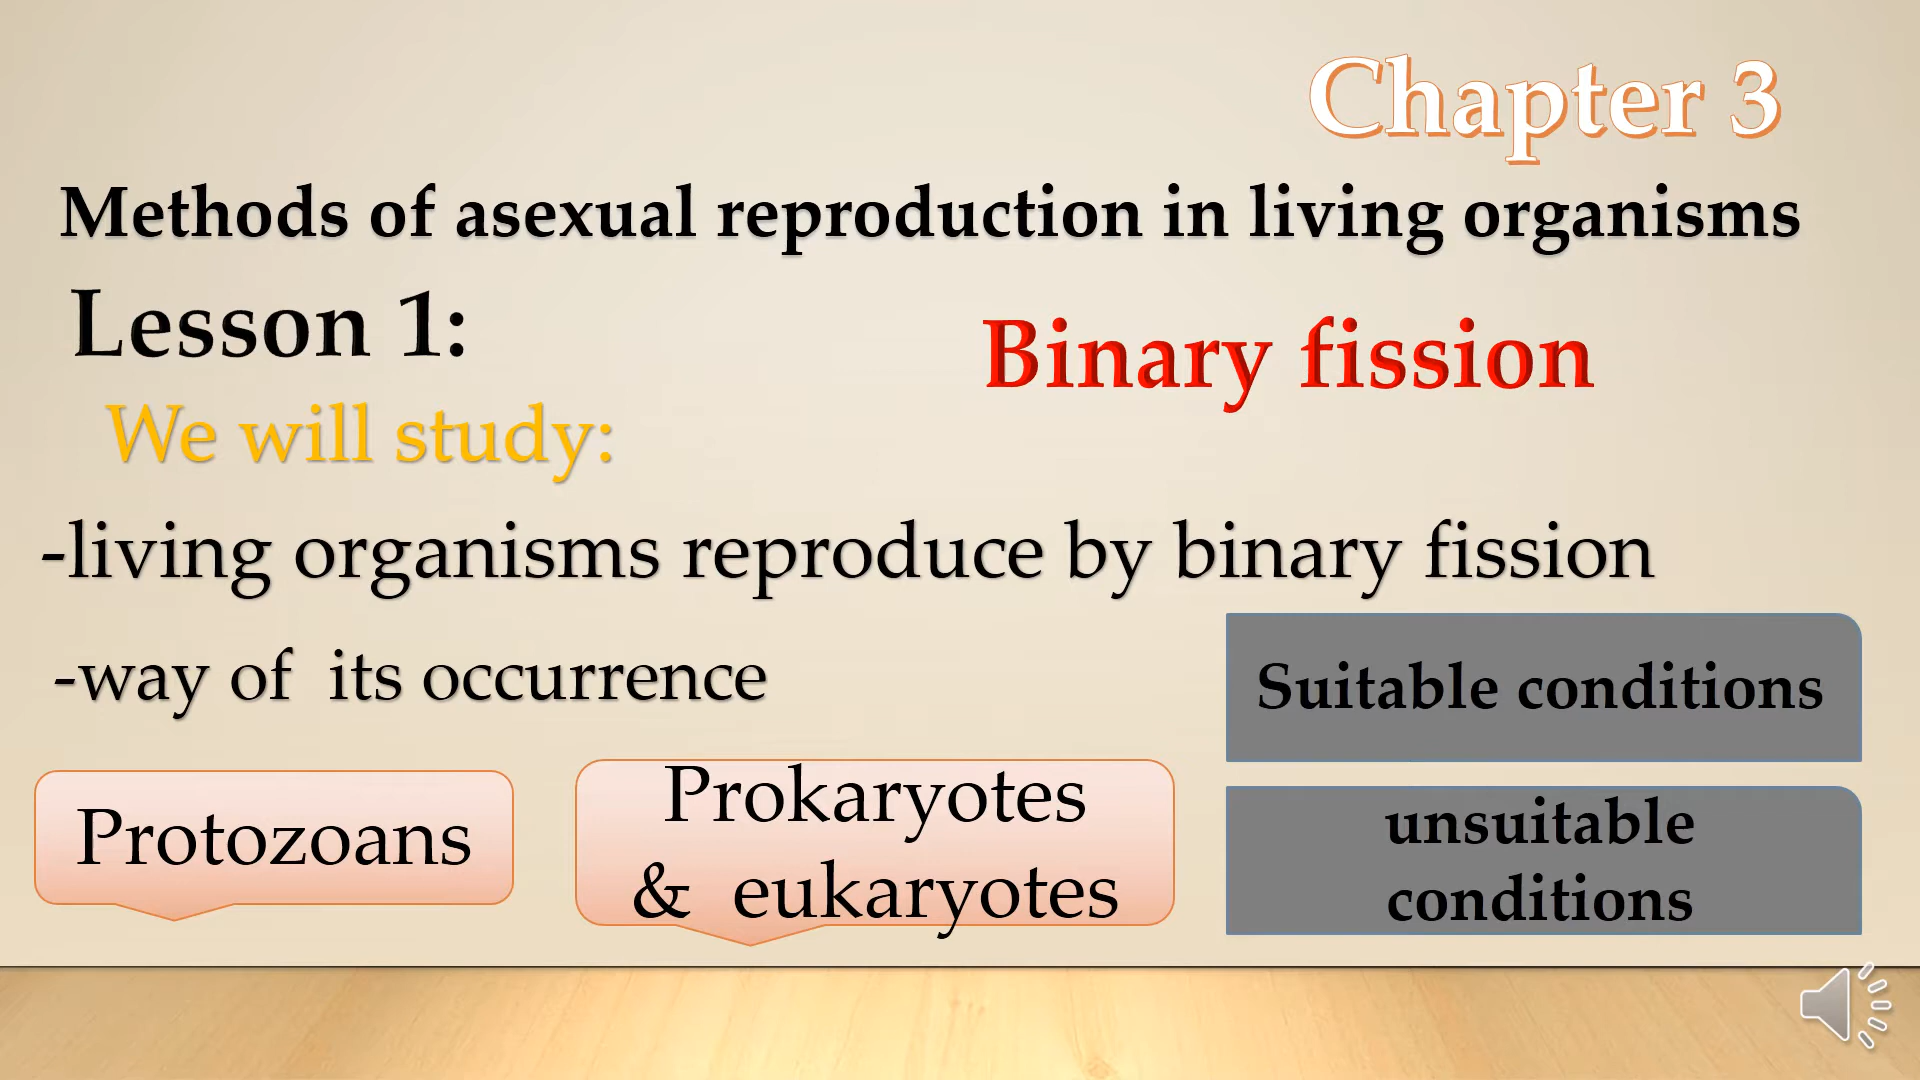 Chapter 3
Methods of asexual reproduction in living organisms
Lesson 1:
Binary fission
We will study:
-living organisms reproduce by binary fission
-way of its occurrence
Suitable conditions
Protozoans
Prokaryotes
& eukaryotes
unsuitable
conditions